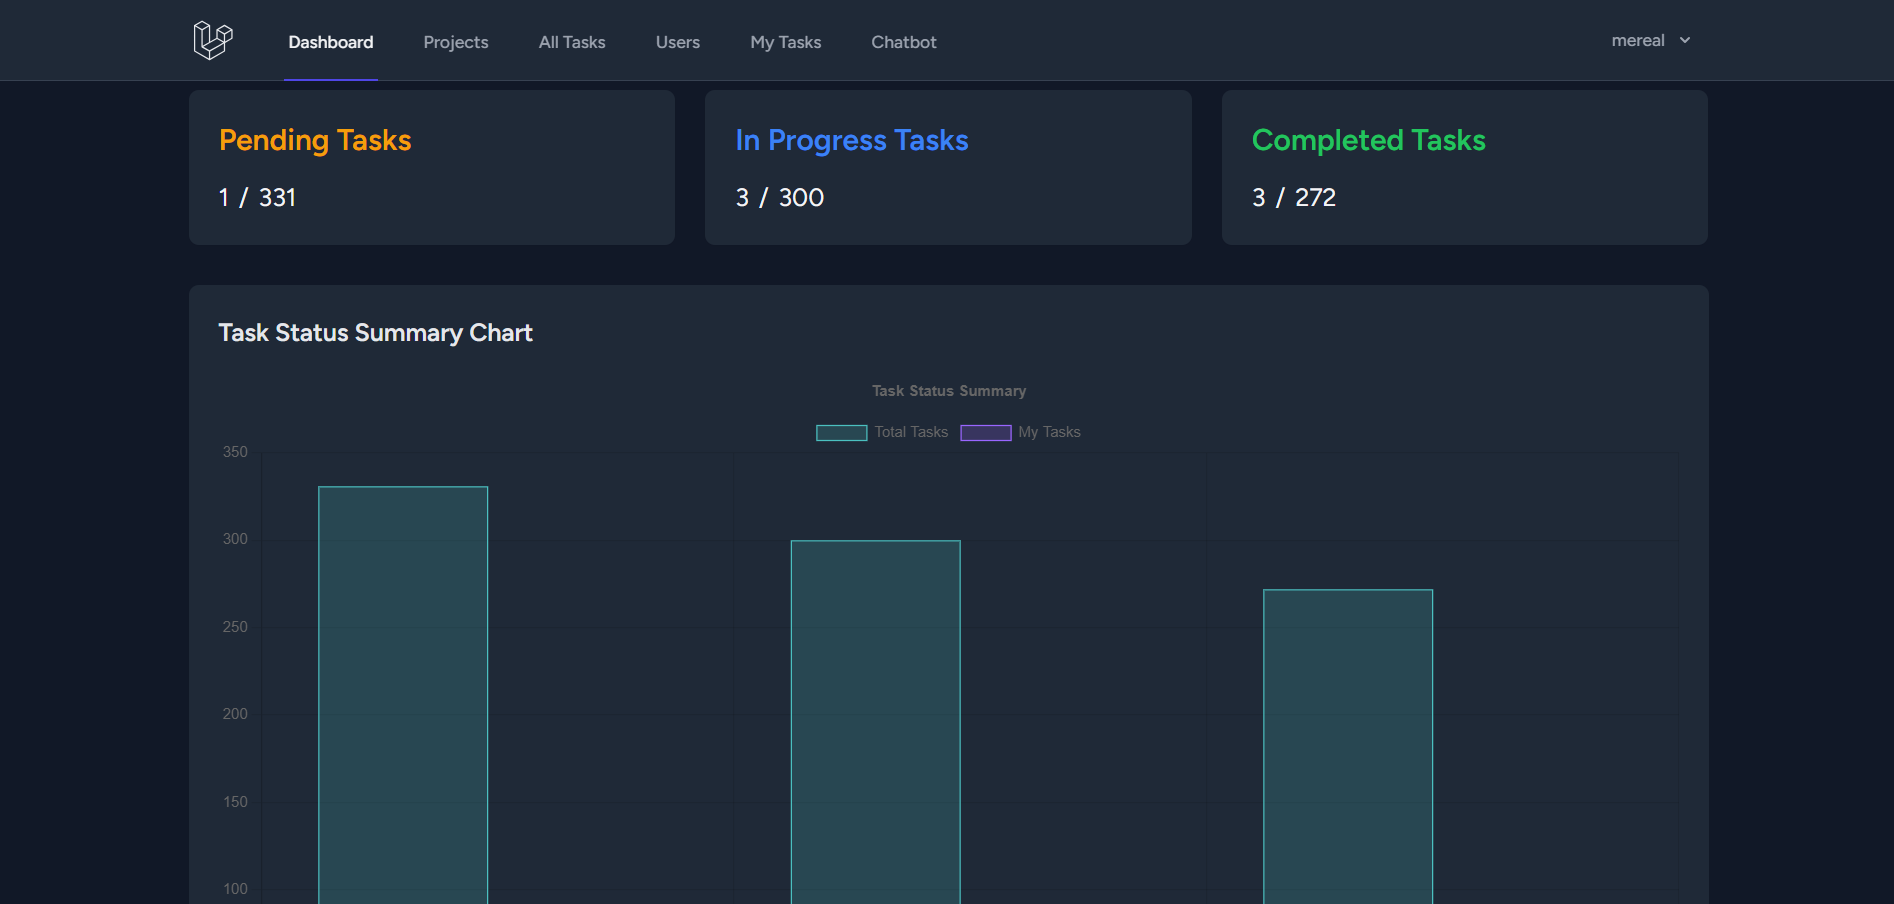 Dashboard Projects All Tasks Users My Tasks Chatbot mereal
Pending Tasks
1 / 331
In Progress Tasks
3 / 300
Completed Tasks
3 / 272
Task Status Summary Chart
Task Status Summary
Total Tasks My Tasks
350
300
250
200
150
100